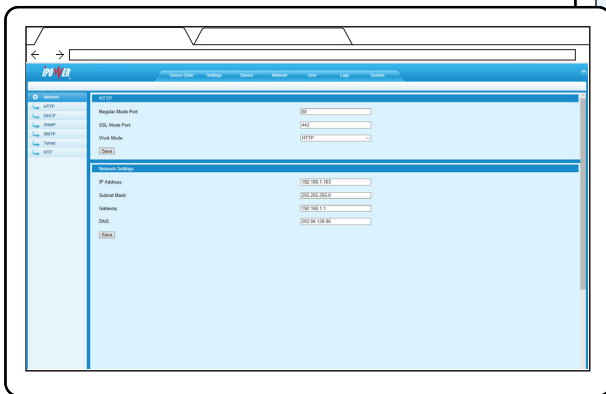 iPOWER
Device State Settings Device Network User Logs System
Network
HTTP
DHCP
SNMP
SMTP
Telnet
NTP
HTTP
Regular Mode Port: 80
SSL Mode Port: 443
Work Mode: HTTP
Save
Network Settings
IP Address: 192.168.1.163
Subnet Mask: 255.255.255.0
Gateway: 192.168.1.1
DNS: 202.96.128.86
Save